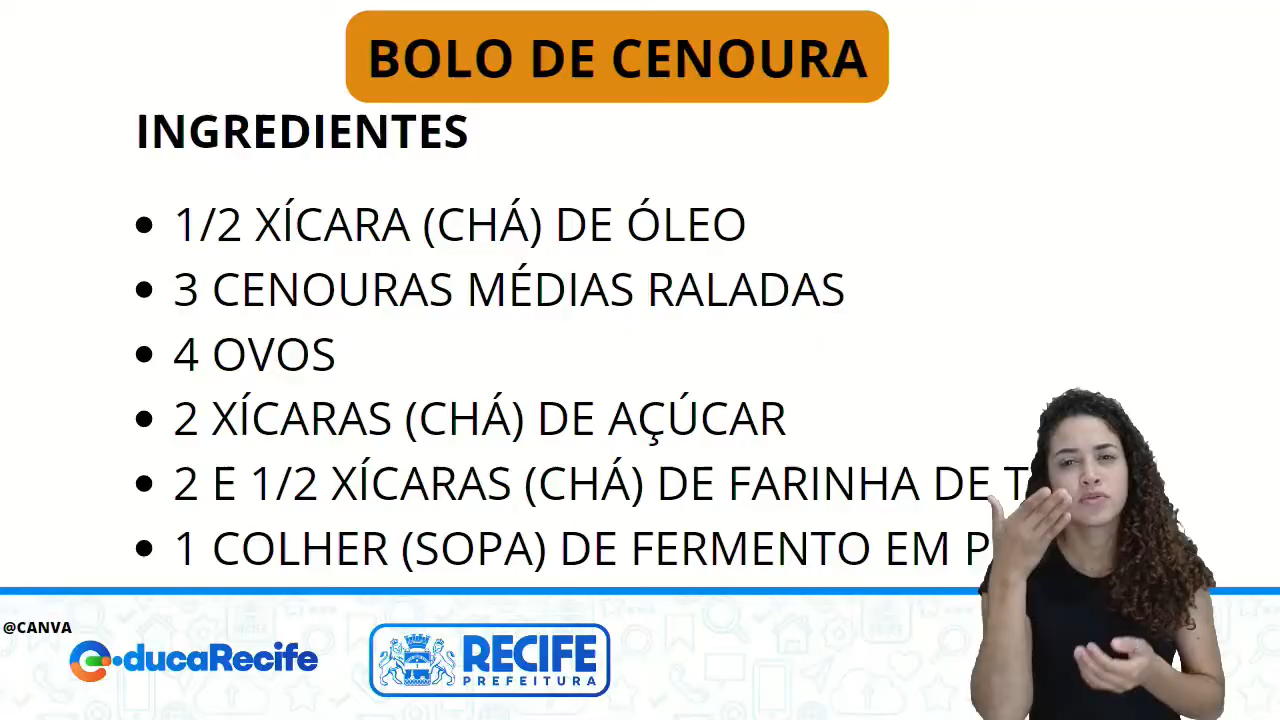 BOLO DE CENOURA
INGREDIENTES
• 1/2 XÍCARA (CHÁ) DE ÓLEO
• 3 CENOURAS MÉDIAS RALADAS
• 4 OVOS
• 2 XÍCARAS (CHÁ) DE AÇÚCAR
• 2 E 1/2 XÍCARAS (CHÁ) DE FARINHA DE
• 1 COLHER (SOPA) DE FERMENTO EM
@CANVA
educaRecife
RECIFE
PREFEITURA